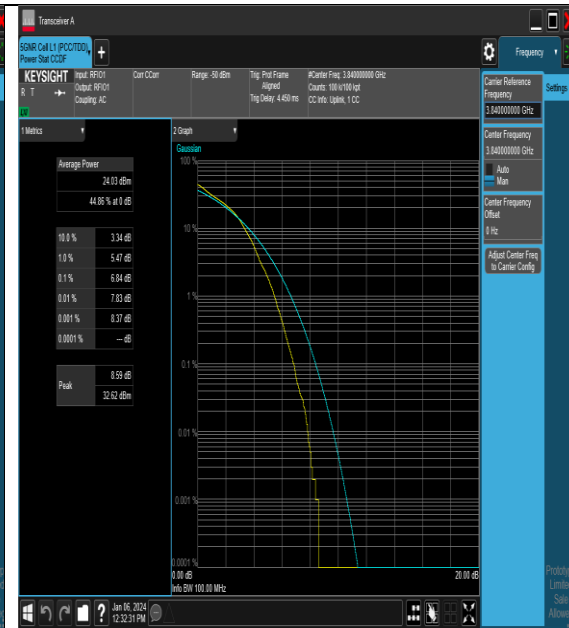 Transceiver A
5GNR Cell L1 (PCC/TDD),
Power Stat CCDF
+
Frequency
KEYSIGHT
R T
LV
Input: RFIO1
Output: RFIO1
Coupling: AC
Corr CCorr
Range: -50 dBm
Trig: Prot Frame
Aligned
Trig Delay: 4.450 ms
#Center Freq: 3.840000000 GHz
Counts: 100 k/100 kpt
CC Info: Uplink, 1 CC
Carrier Reference
Frequency
3.840000000 GHz
Settings
Center Frequency
3.840000000 GHz
Auto
Man
Center Frequency
Offset
0 Hz
Adjust Center Freq
to Carrier Config
1 Metrics
Average Power
24.03 dBm
44.86 % at 0 dB
10.0 % 3.34 dB
1.0 % 5.47 dB
0.1 % 6.84 dB
0.01 % 7.83 dB
0.001 % 8.37 dB
0.0001 % --- dB
Peak
8.59 dB
32.62 dBm
2 Graph
Gaussian
100 %
10 %
1 %
0.1 %
0.01 %
0.001 %
0.0001 %
0.00 dB
20.00 dB
Info BW 100.00 MHz
Jan 06, 2024
12:32:31 PM
?